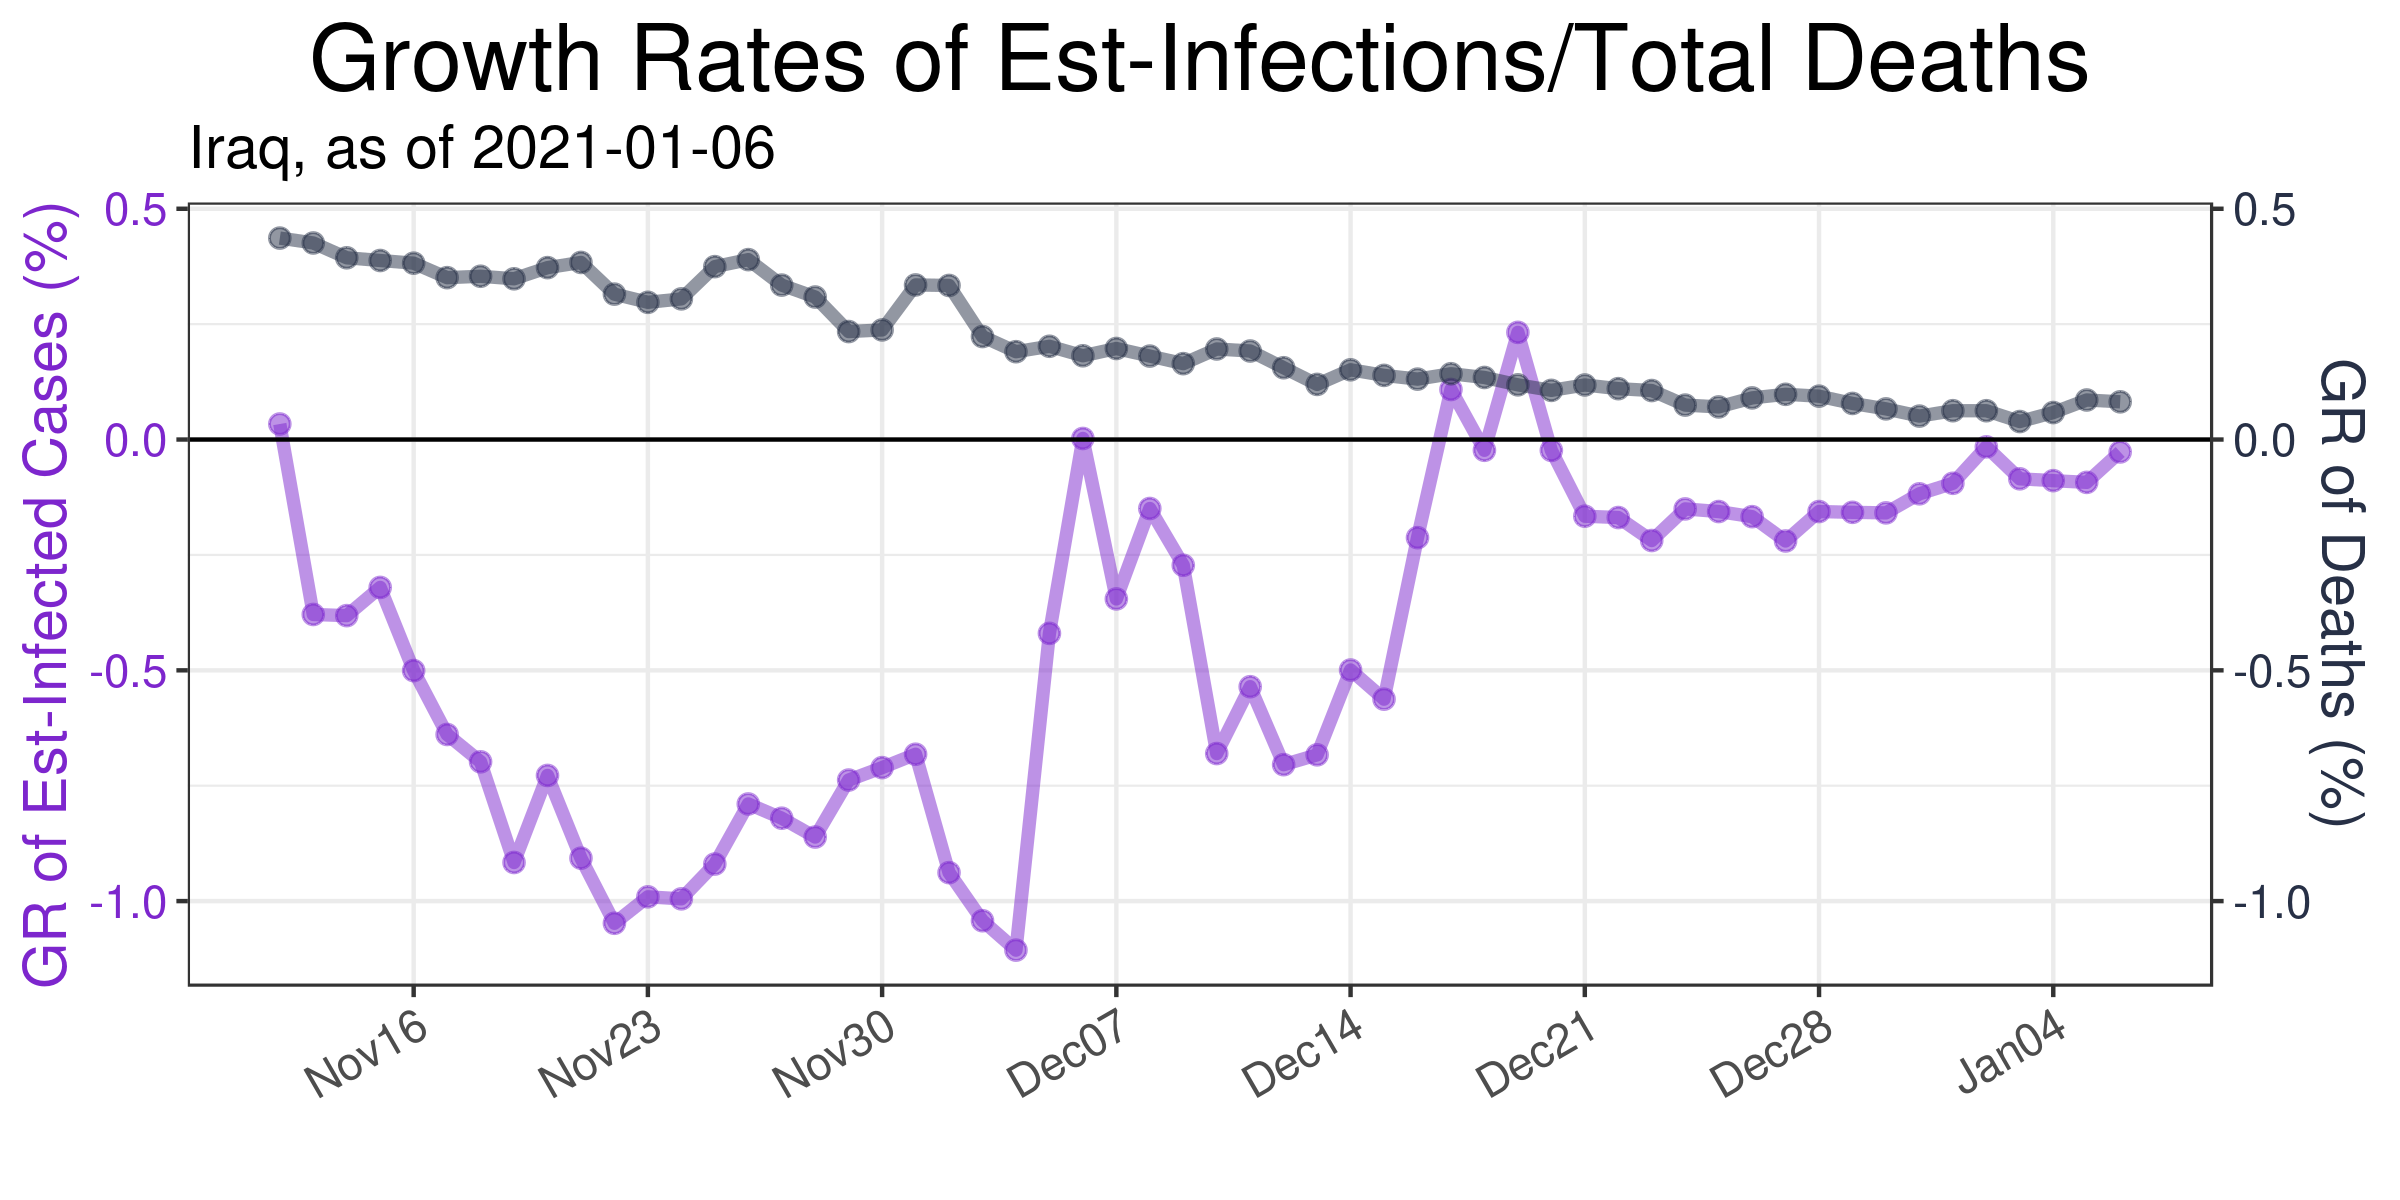 Growth Rates of Est-Infections/Total Deaths
Iraq, as of 2021-01-06
GR of Est-Infected Cases (%)
0.5
0.0
-0.5
-1.0
0.5
0.0
-0.5
-1.0
GR of Deaths (%)
Nov16
Nov23
Nov30
Dec07
Dec14
Dec21
Dec28
Jan04